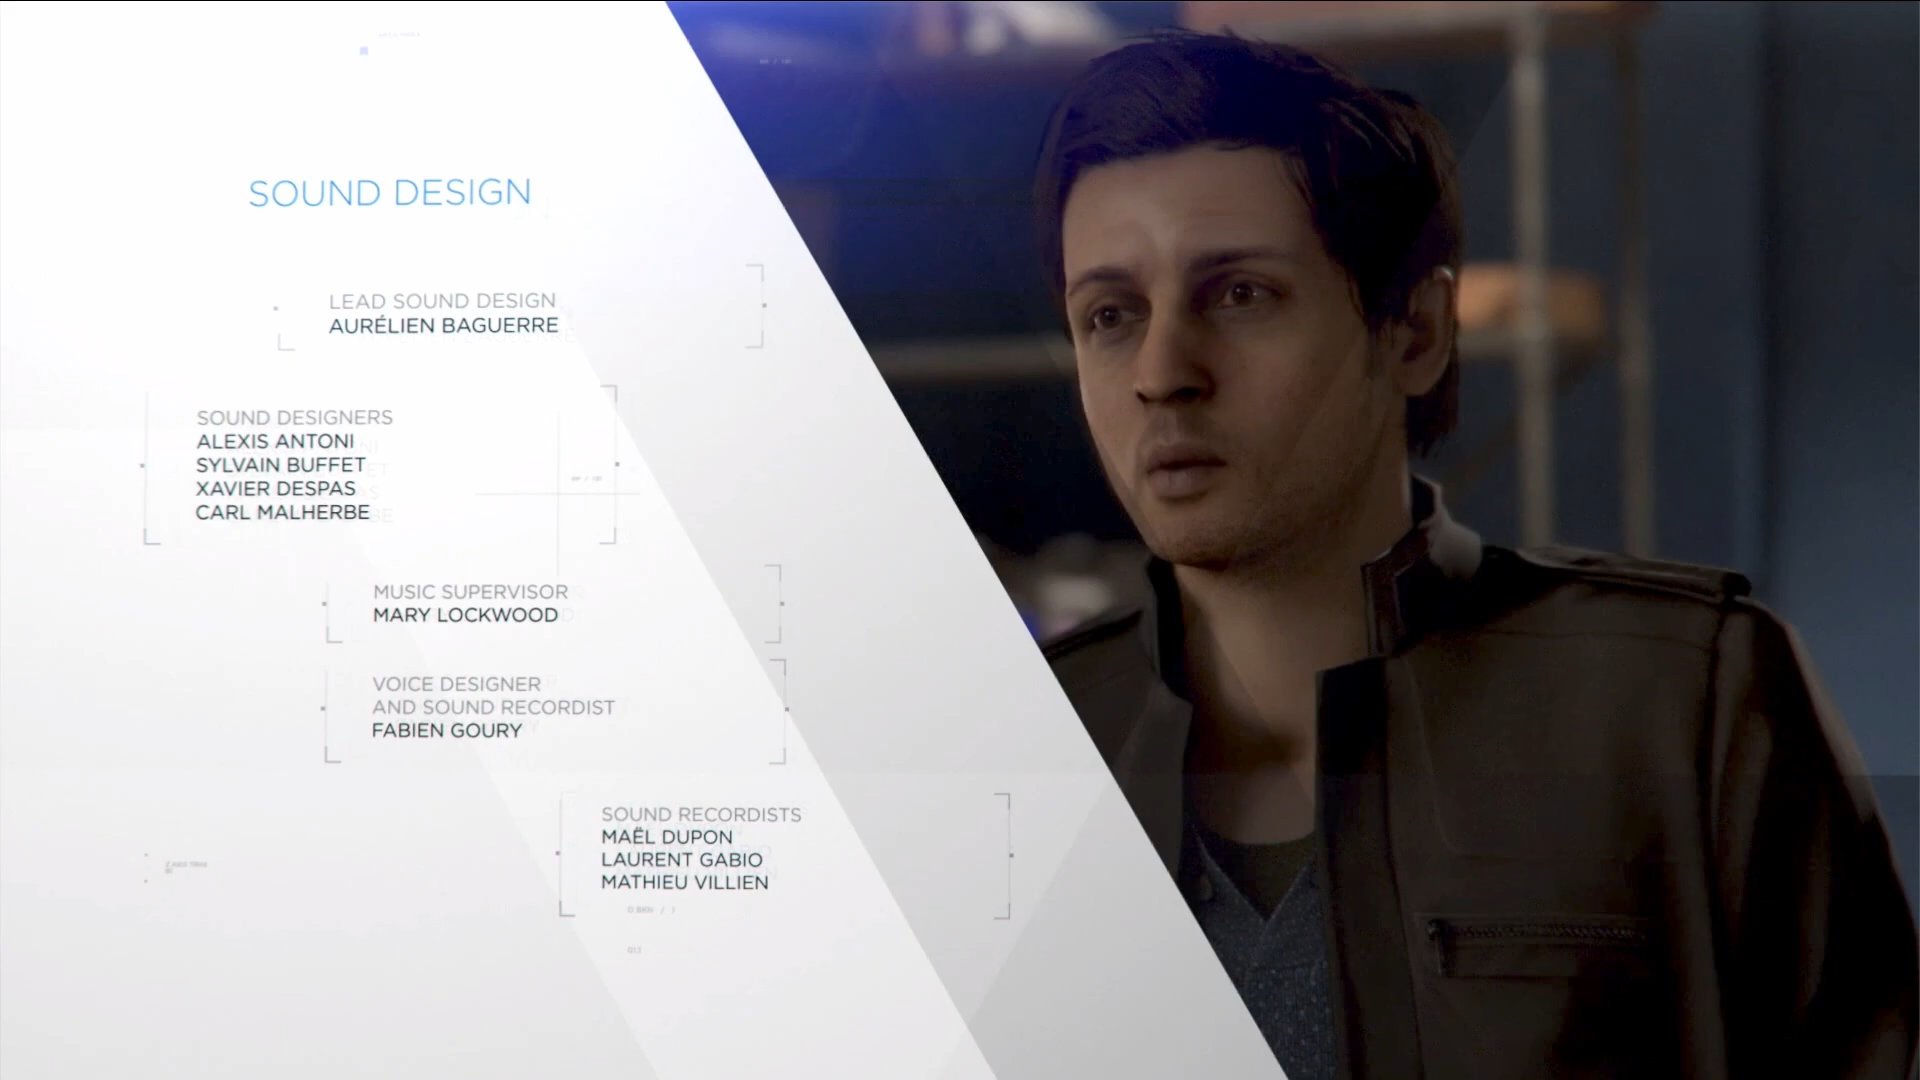 SOUND DESIGN
LEAD SOUND DESIGN
AURÉLIEN BAGUERRE
SOUND DESIGNERS
ALEXIS ANTONI
SYLVAIN BUFFET
XAVIER DESPAS
CARL MALHERBE
MUSIC SUPERVISOR
MARY LOCKWOOD
VOICE DESIGNER
AND SOUND RECORDIST
FABIEN GOURY
SOUND RECORDISTS
MAËL DUPON
LAURENT GABIO
MATHIEU VILLIEN